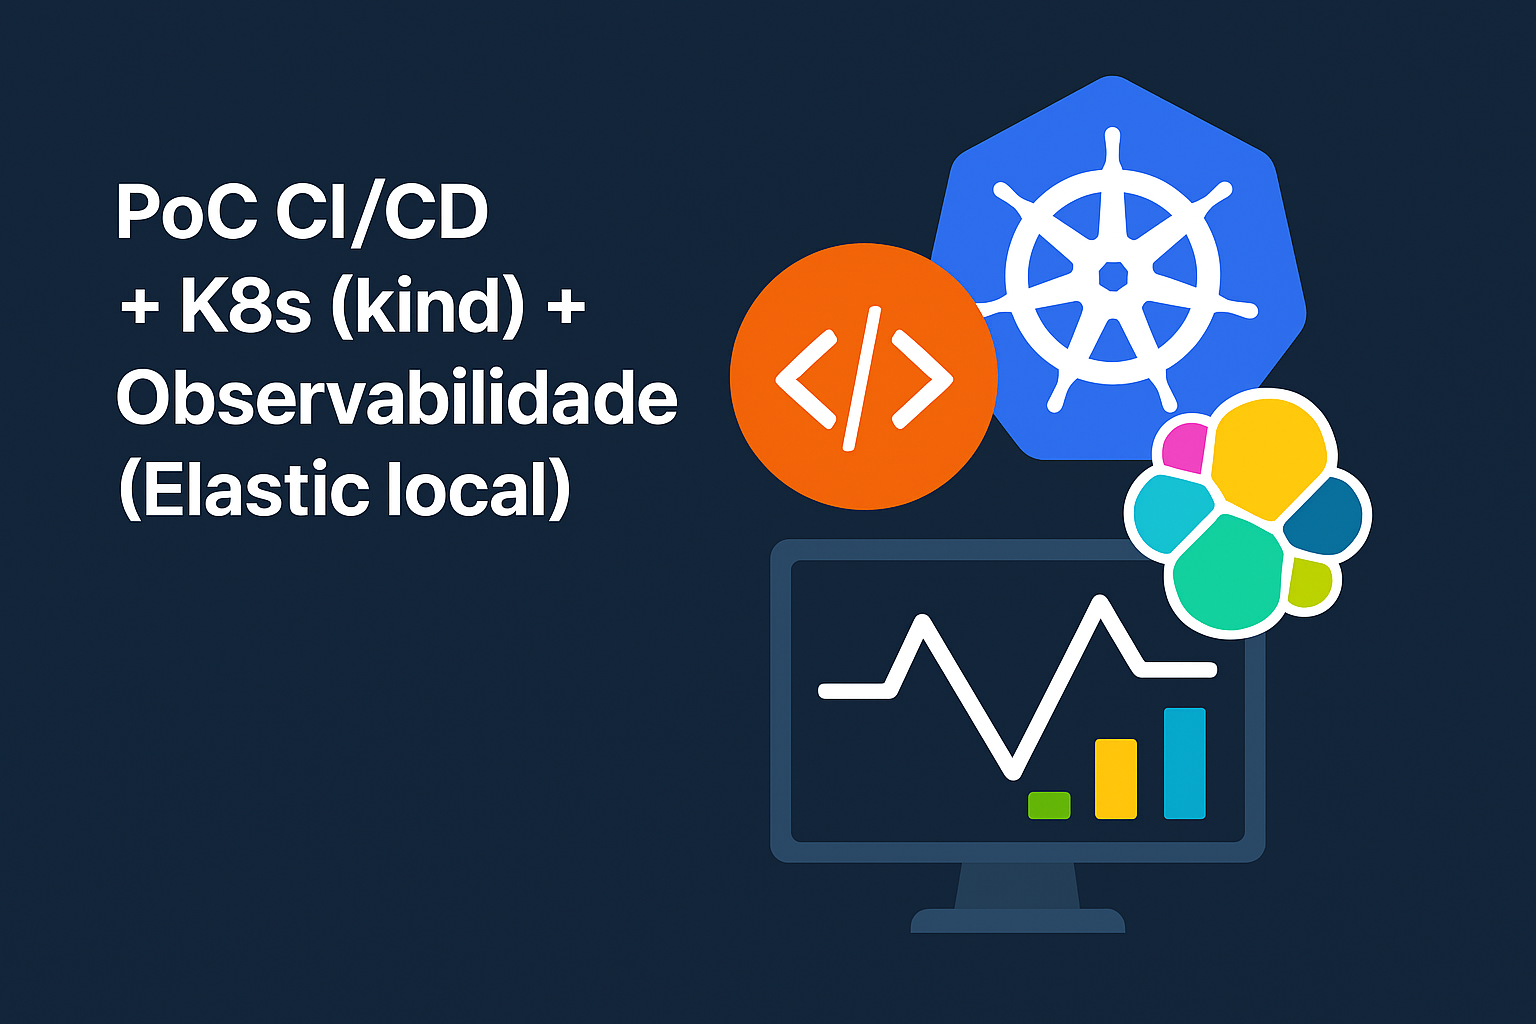 PoC CI/CD
+ K8s (kind) +
Observabilidade
(Elastic local)
</>